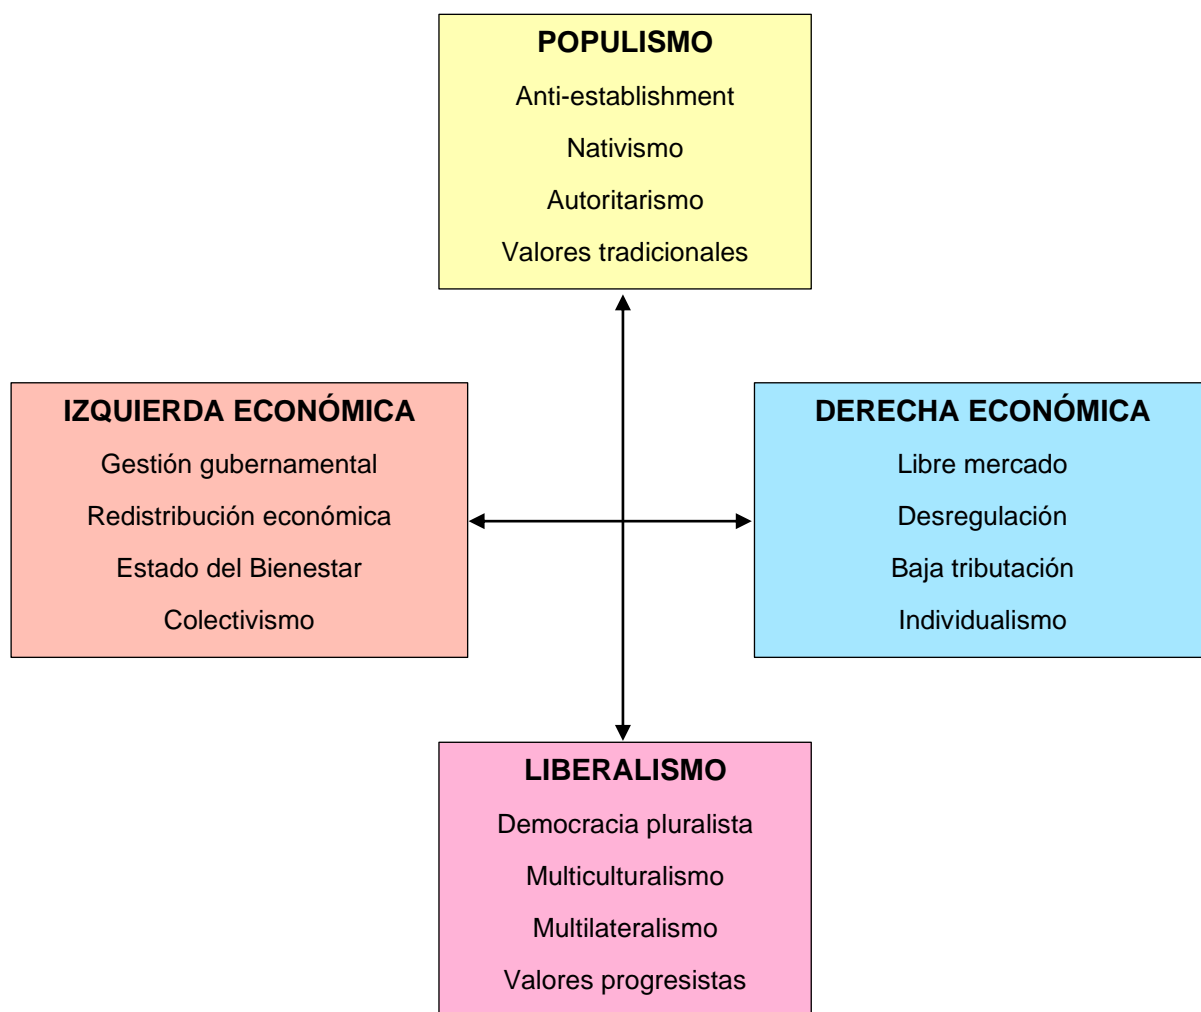 POPULISMO
Anti-establishment
Nativismo
Autoritarismo
Valores tradicionales
IZQUIERDA ECONÓMICA
Gestión gubernamental
Redistribución económica
Estado del Bienestar
Colectivismo
DERECHA ECONÓMICA
Libre mercado
Desregulación
Baja tributación
Individualismo
LIBERALISMO
Democracia pluralista
Multiculturalismo
Multilateralismo
Valores progresistas